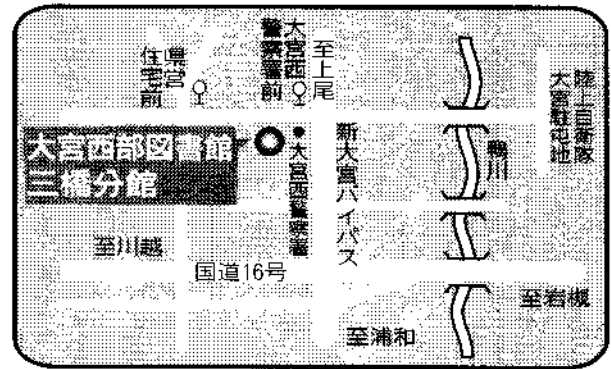 県営
住宅前
大宮西
警察署前
至上尾
陸上自衛隊
大宮駐屯地
大宮西部図書館
三橋分館
大宮西警察署
新大宮バイパス
鴨川
至川越
国道16号
至岩槻
至浦和